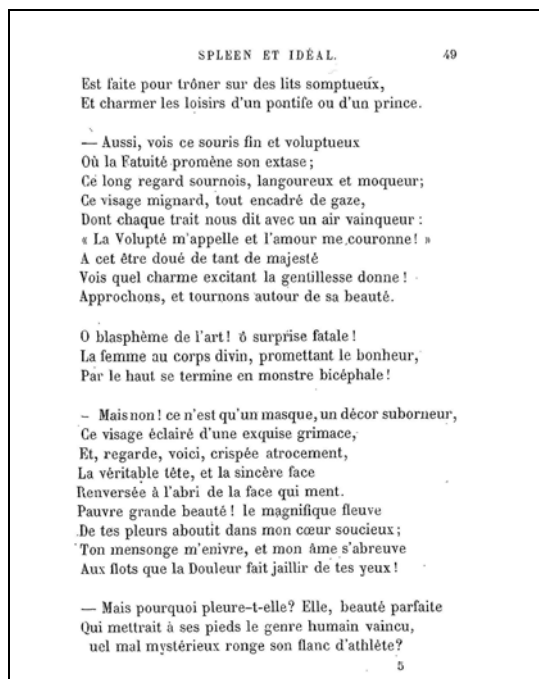 SPLEEN ET IDÉAL. 49
Est faite pour trôner sur des lits somptueux,
Et charmer les loisirs d'un pontife ou d'un prince.
— Aussi, vois ce souris fin et voluptueux
Où la Fatuité promène son extase ;
Ce long regard sournois, langoureux et moqueur;
Ce visage mignard, tout encadré de gaze,
Dont chaque trait nous dit avec un air vainqueur :
« La Volupté m'appelle et l'amour me couronne! »
A cet être doué de tant de majesté
Vois quel charme excitant la gentillesse donne !
Approchons, et tournons autour de sa beauté.
O blasphème de l'art! ô surprise fatale !
La femme au corps divin, promettant le bonheur,
Par le haut se termine en monstre bicéphale !
– Mais non ! ce n'est qu'un masque, un décor suborneur,
Ce visage éclairé d'une exquise grimace,
Et, regarde, voici, crispée atrocement,
La véritable tête, et la sincère face
Renversée à l'abri de la face qui ment.
Pauvre grande beauté ! le magnifique fleuve
De tes pleurs aboutit dans mon cœur soucieux ;
Ton mensonge m'enivre, et mon âme s'abreuve
Aux flots que la Douleur fait jaillir de tes yeux !
— Mais pourquoi pleure-t-elle? Elle, beauté parfaite
Qui mettrait à ses pieds le genre humain vaincu,
uel mal mystérieux ronge son flanc d'athlète?
5